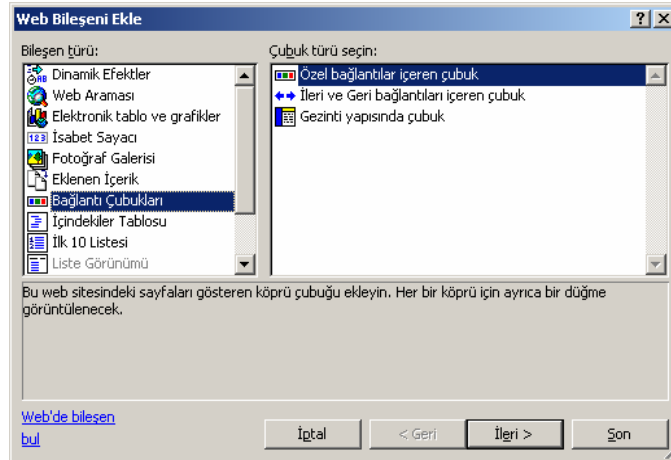 Web Bileşeni Ekle
Bileşen türü:
Dinamik Efektler
Web Araması
Elektronik tablo ve grafikler
İsabet Sayacı
Fotoğraf Galerisi
Eklenen İçerik
Bağlantı Çubukları
İçindekiler Tablosu
İlk 10 Listesi
Liste Görünümü
Çubuk türü seçin:
Özel bağlantılar içeren çubuk
İleri ve Geri bağlantıları içeren çubuk
Gezinti yapısında çubuk
Bu web sitesindeki sayfaları gösteren köprü çubuğu ekleyin. Her bir köprü için ayrıca bir düğme
görüntülenecek.
Web'de bileşen
bul
İptal
< Geri
İleri >
Son